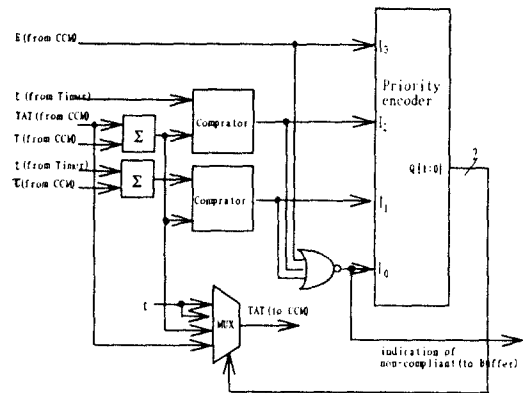 E(from CCM)
I3
Priority
encoder
t(from Timer)
TAT(from CCM)
T(from CCM)
Σ
Comprator
I2
t(from Timer)
τ(from CCM)
Σ
Comprator
Q[1:0]
I1
I0
t
MUX
TAT(to CCM)
indication of
non-compliant(to buffer)